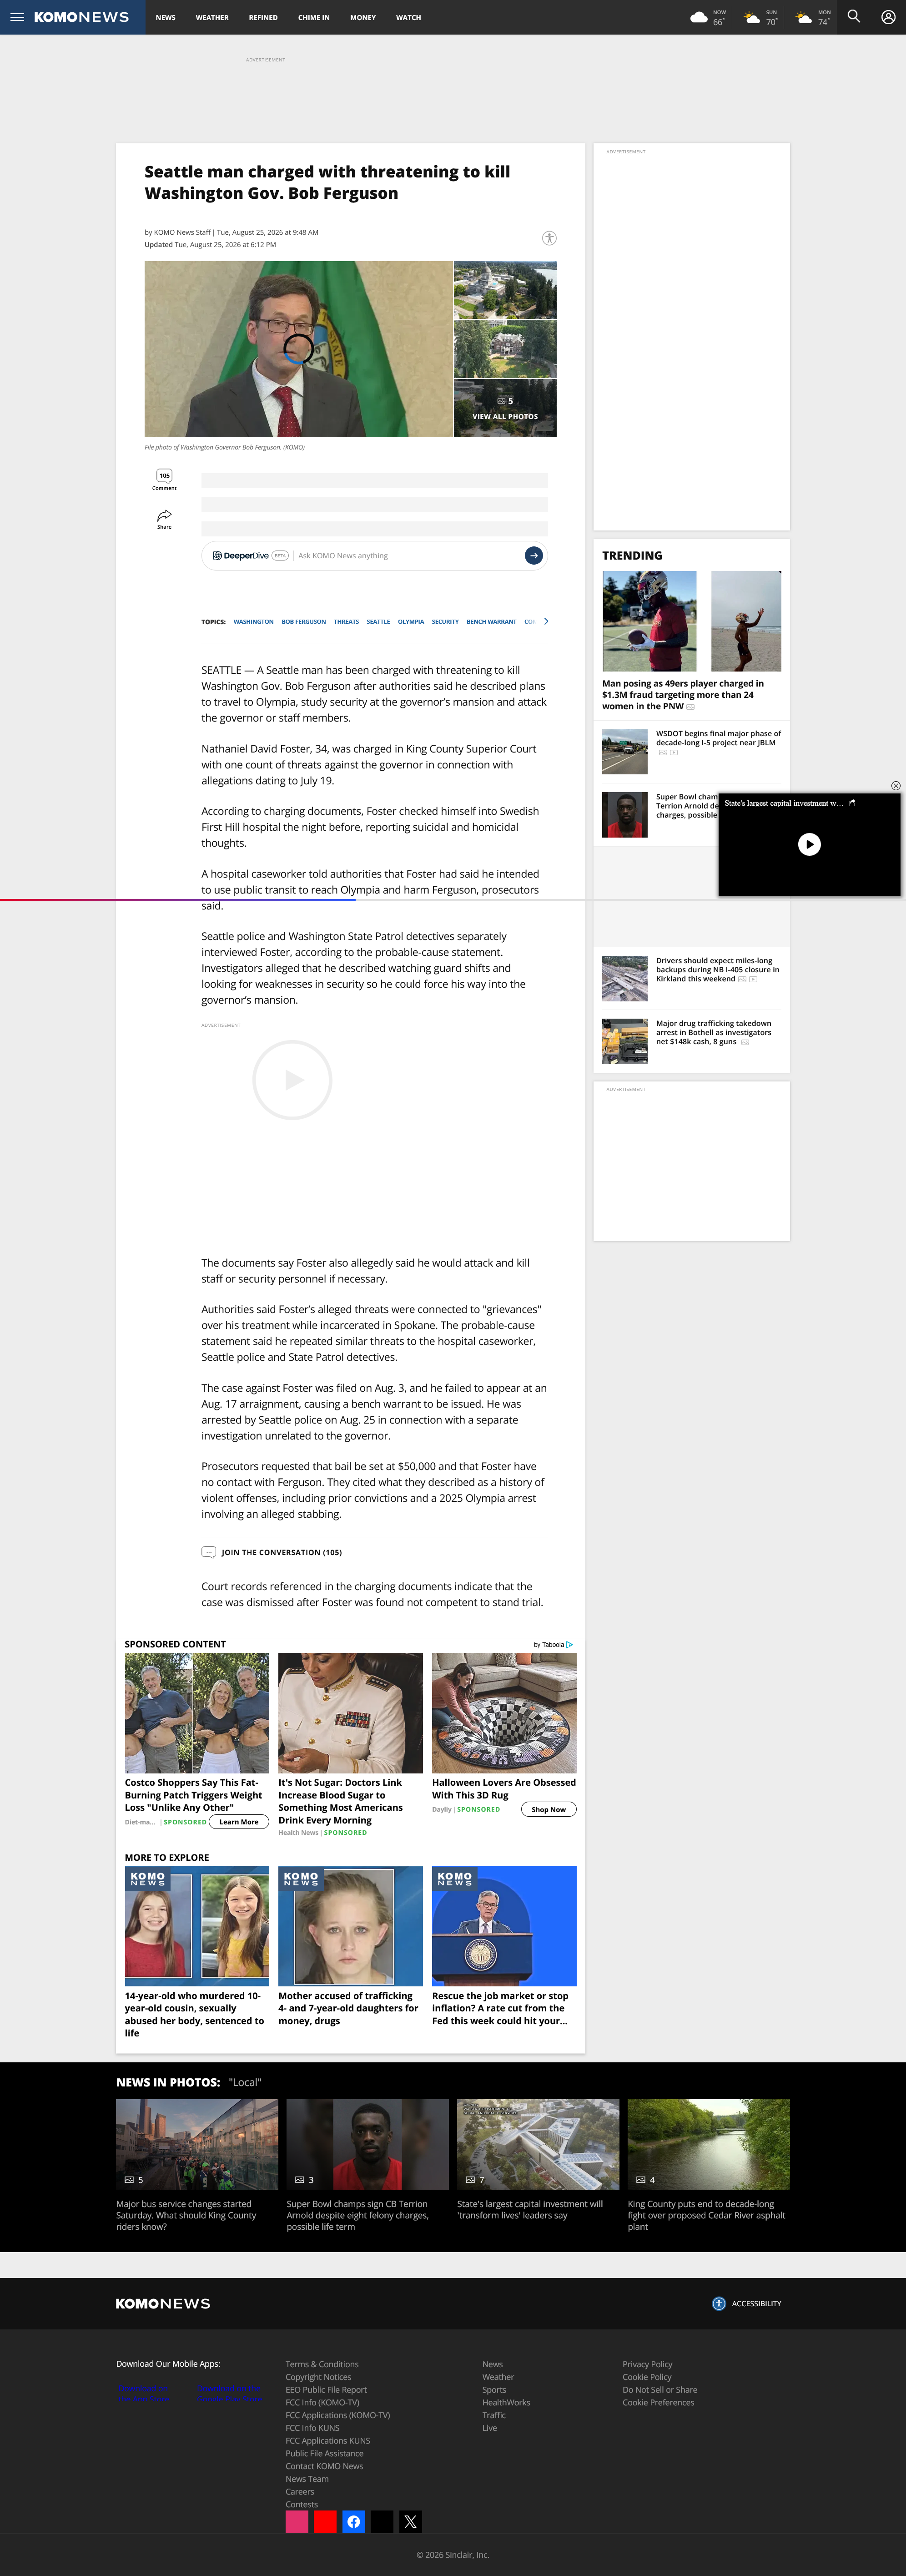 KOMO NEWS
NEWS
WEATHER
REFINED
CHIME IN
MONEY
WATCH
NOW
66°
SUN
70°
MON
74°
ADVERTISEMENT
Seattle man charged with threatening to kill
Washington Gov. Bob Ferguson
by KOMO News Staff | Tue, August 25, 2026 at 9:48 AM
Updated Tue, August 25, 2026 at 6:12 PM
5
VIEW ALL PHOTOS
File photo of Washington Governor Bob Ferguson. (KOMO)
105
Comment
Share
DeeperDive
BETA
Ask KOMO News anything
TOPICS:
WASHINGTON
BOB FERGUSON
THREATS
SEATTLE
OLYMPIA
SECURITY
BENCH WARRANT
SEATTLE — A Seattle man has been charged with threatening to kill
Washington Gov. Bob Ferguson after authorities said he described plans
to travel to Olympia, study security at the governor's mansion and attack
the governor or staff members.
Nathaniel David Foster, 34, was charged in King County Superior Court
with one count of threats against the governor in connection with
allegations dating to July 19.
According to charging documents, Foster checked himself into Swedish
First Hill hospital the night before, reporting suicidal and homicidal
thoughts.
A hospital caseworker told authorities that Foster had said he intended
to use public transit to reach Olympia and harm Ferguson, prosecutors
said.
Seattle police and Washington State Patrol detectives separately
interviewed Foster, according to the probable-cause statement.
Investigators alleged that he described watching guard shifts and
looking for weaknesses in security so he could force his way into the
governor's mansion.
ADVERTISEMENT
The documents say Foster also allegedly said he would attack and kill
staff or security personnel if necessary.
Authorities said Foster's alleged threats were connected to "grievances"
over his treatment while incarcerated in Spokane. The probable-cause
statement said he repeated similar threats to the hospital caseworker,
Seattle police and State Patrol detectives.
The case against Foster was filed on Aug. 3, and he failed to appear at an
Aug. 17 arraignment, causing a bench warrant to be issued. He was
arrested by Seattle police on Aug. 25 in connection with a separate
investigation unrelated to the governor.
Prosecutors requested that bail be set at $50,000 and that Foster have
no contact with Ferguson. They cited what they described as a history of
violent offenses, including prior convictions and a 2025 Olympia arrest
involving an alleged stabbing.
JOIN THE CONVERSATION (105)
Court records referenced in the charging documents indicate that the
case was dismissed after Foster was found not competent to stand trial.
ADVERTISEMENT
TRENDING
Man posing as 49ers player charged in
$1.3M fraud targeting more than 24
women in the PNW
WSDOT begins final major phase of
decade-long I-5 project near JBLM
Super Bowl cham
Terrion Arnold de
charges, possible
State's largest capital investment w...
Drivers should expect miles-long
backups during NB I-405 closure in
Kirkland this weekend
Major drug trafficking takedown
arrest in Bothell as investigators
net $148k cash, 8 guns
ADVERTISEMENT
SPONSORED CONTENT
by Taboola
Costco Shoppers Say This Fat-
Burning Patch Triggers Weight
Loss "Unlike Any Other"
Diet-ma... | SPONSORED
Learn More
It's Not Sugar: Doctors Link
Increase Blood Sugar to
Something Most Americans
Drink Every Morning
Health News | SPONSORED
Halloween Lovers Are Obsessed
With This 3D Rug
Dayily | SPONSORED
Shop Now
MORE TO EXPLORE
KOMO
NEWS
14-year-old who murdered 10-
year-old cousin, sexually
abused her body, sentenced to
life
KOMO
NEWS
Mother accused of trafficking
4- and 7-year-old daughters for
money, drugs
KOMO
NEWS
Rescue the job market or stop
inflation? A rate cut from the
Fed this week could hit your...
NEWS IN PHOTOS:
"Local"
5
Major bus service changes started
Saturday. What should King County
riders know?
3
Super Bowl champs sign CB Terrion
Arnold despite eight felony charges,
possible life term
7
State's largest capital investment will
'transform lives' leaders say
4
King County puts end to decade-long
fight over proposed Cedar River asphalt
plant
KOMO NEWS
ACCESSIBILITY
Download Our Mobile Apps:
Terms & Conditions
Copyright Notices
EEO Public File Report
FCC Info (KOMO-TV)
FCC Applications (KOMO-TV)
FCC Info KUNS
FCC Applications KUNS
Public File Assistance
Contact KOMO News
News Team
Careers
Contests
News
Weather
Sports
HealthWorks
Traffic
Live
Privacy Policy
Cookie Policy
Do Not Sell or Share
Cookie Preferences
© 2026 Sinclair, Inc.